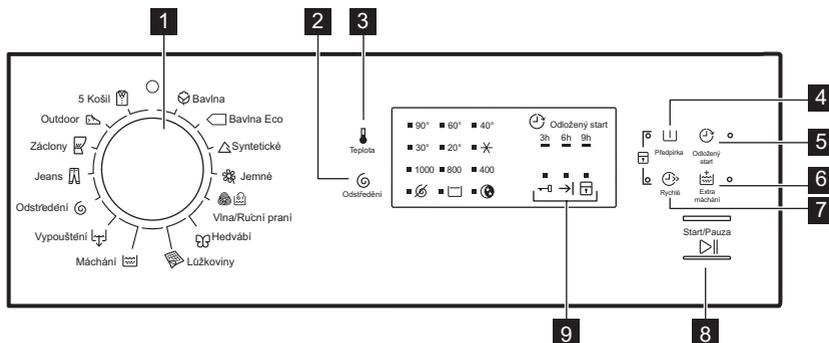 1
2
3
5 Košil
Bavlna
Outdoor
Bavlna Eco
Záclony
Syntetické
Jeans
Jemné
Odstředění
Vlna/Ruční praní
Vypouštění
Hedvábí
Máchání
Lůžkoviny
Teplota
Odstředění
90° 60° 40°
30° 20°
1000 800 400
Odložený start
3h 6h 9h
4
Předpírka
Odložený
start
5
Rychlé
Extra
máchání
6
7
Start/Pauza
8
9